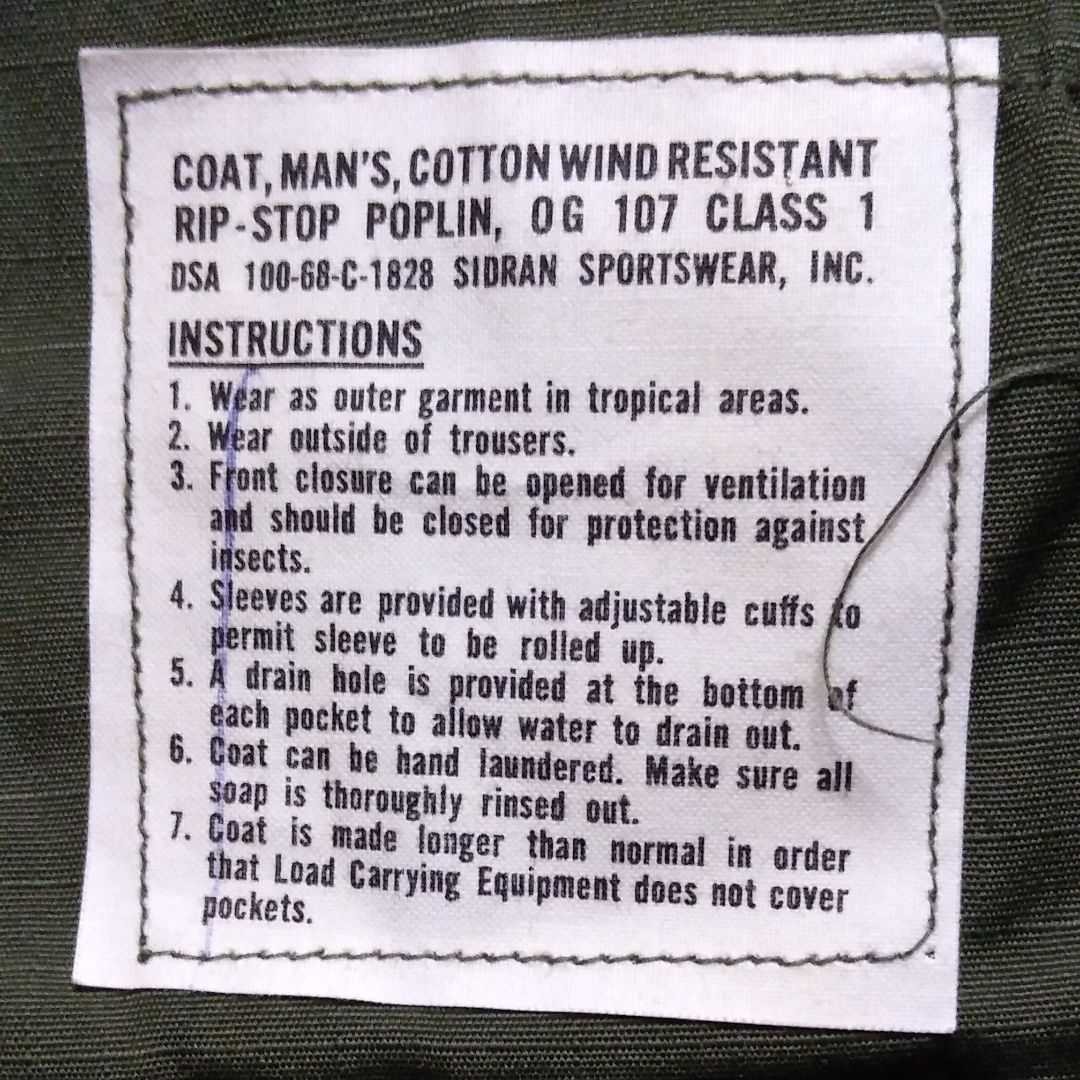 COAT, MAN'S, COTTON WIND RESISTANT
RIP-STOP POPLIN, OG 107 CLASS 1
DSA 100-68-C-1828 SIDRAN SPORTSWEAR, INC.
INSTRUCTIONS
1. Wear as outer garment in tropical areas.
2. Wear outside of trousers.
3. Front closure can be opened for ventilation
and should be closed for protection against
insects.
4. Sleeves are provided with adjustable cuffs to
permit sleeve to be rolled up.
5. A drain hole is provided at the bottom of
each pocket to allow water to drain out.
6. Coat can be hand laundered. Make sure all
soap is thoroughly rinsed out.
7. Coat is made longer than normal in order
that Load Carrying Equipment does not cover
pockets.